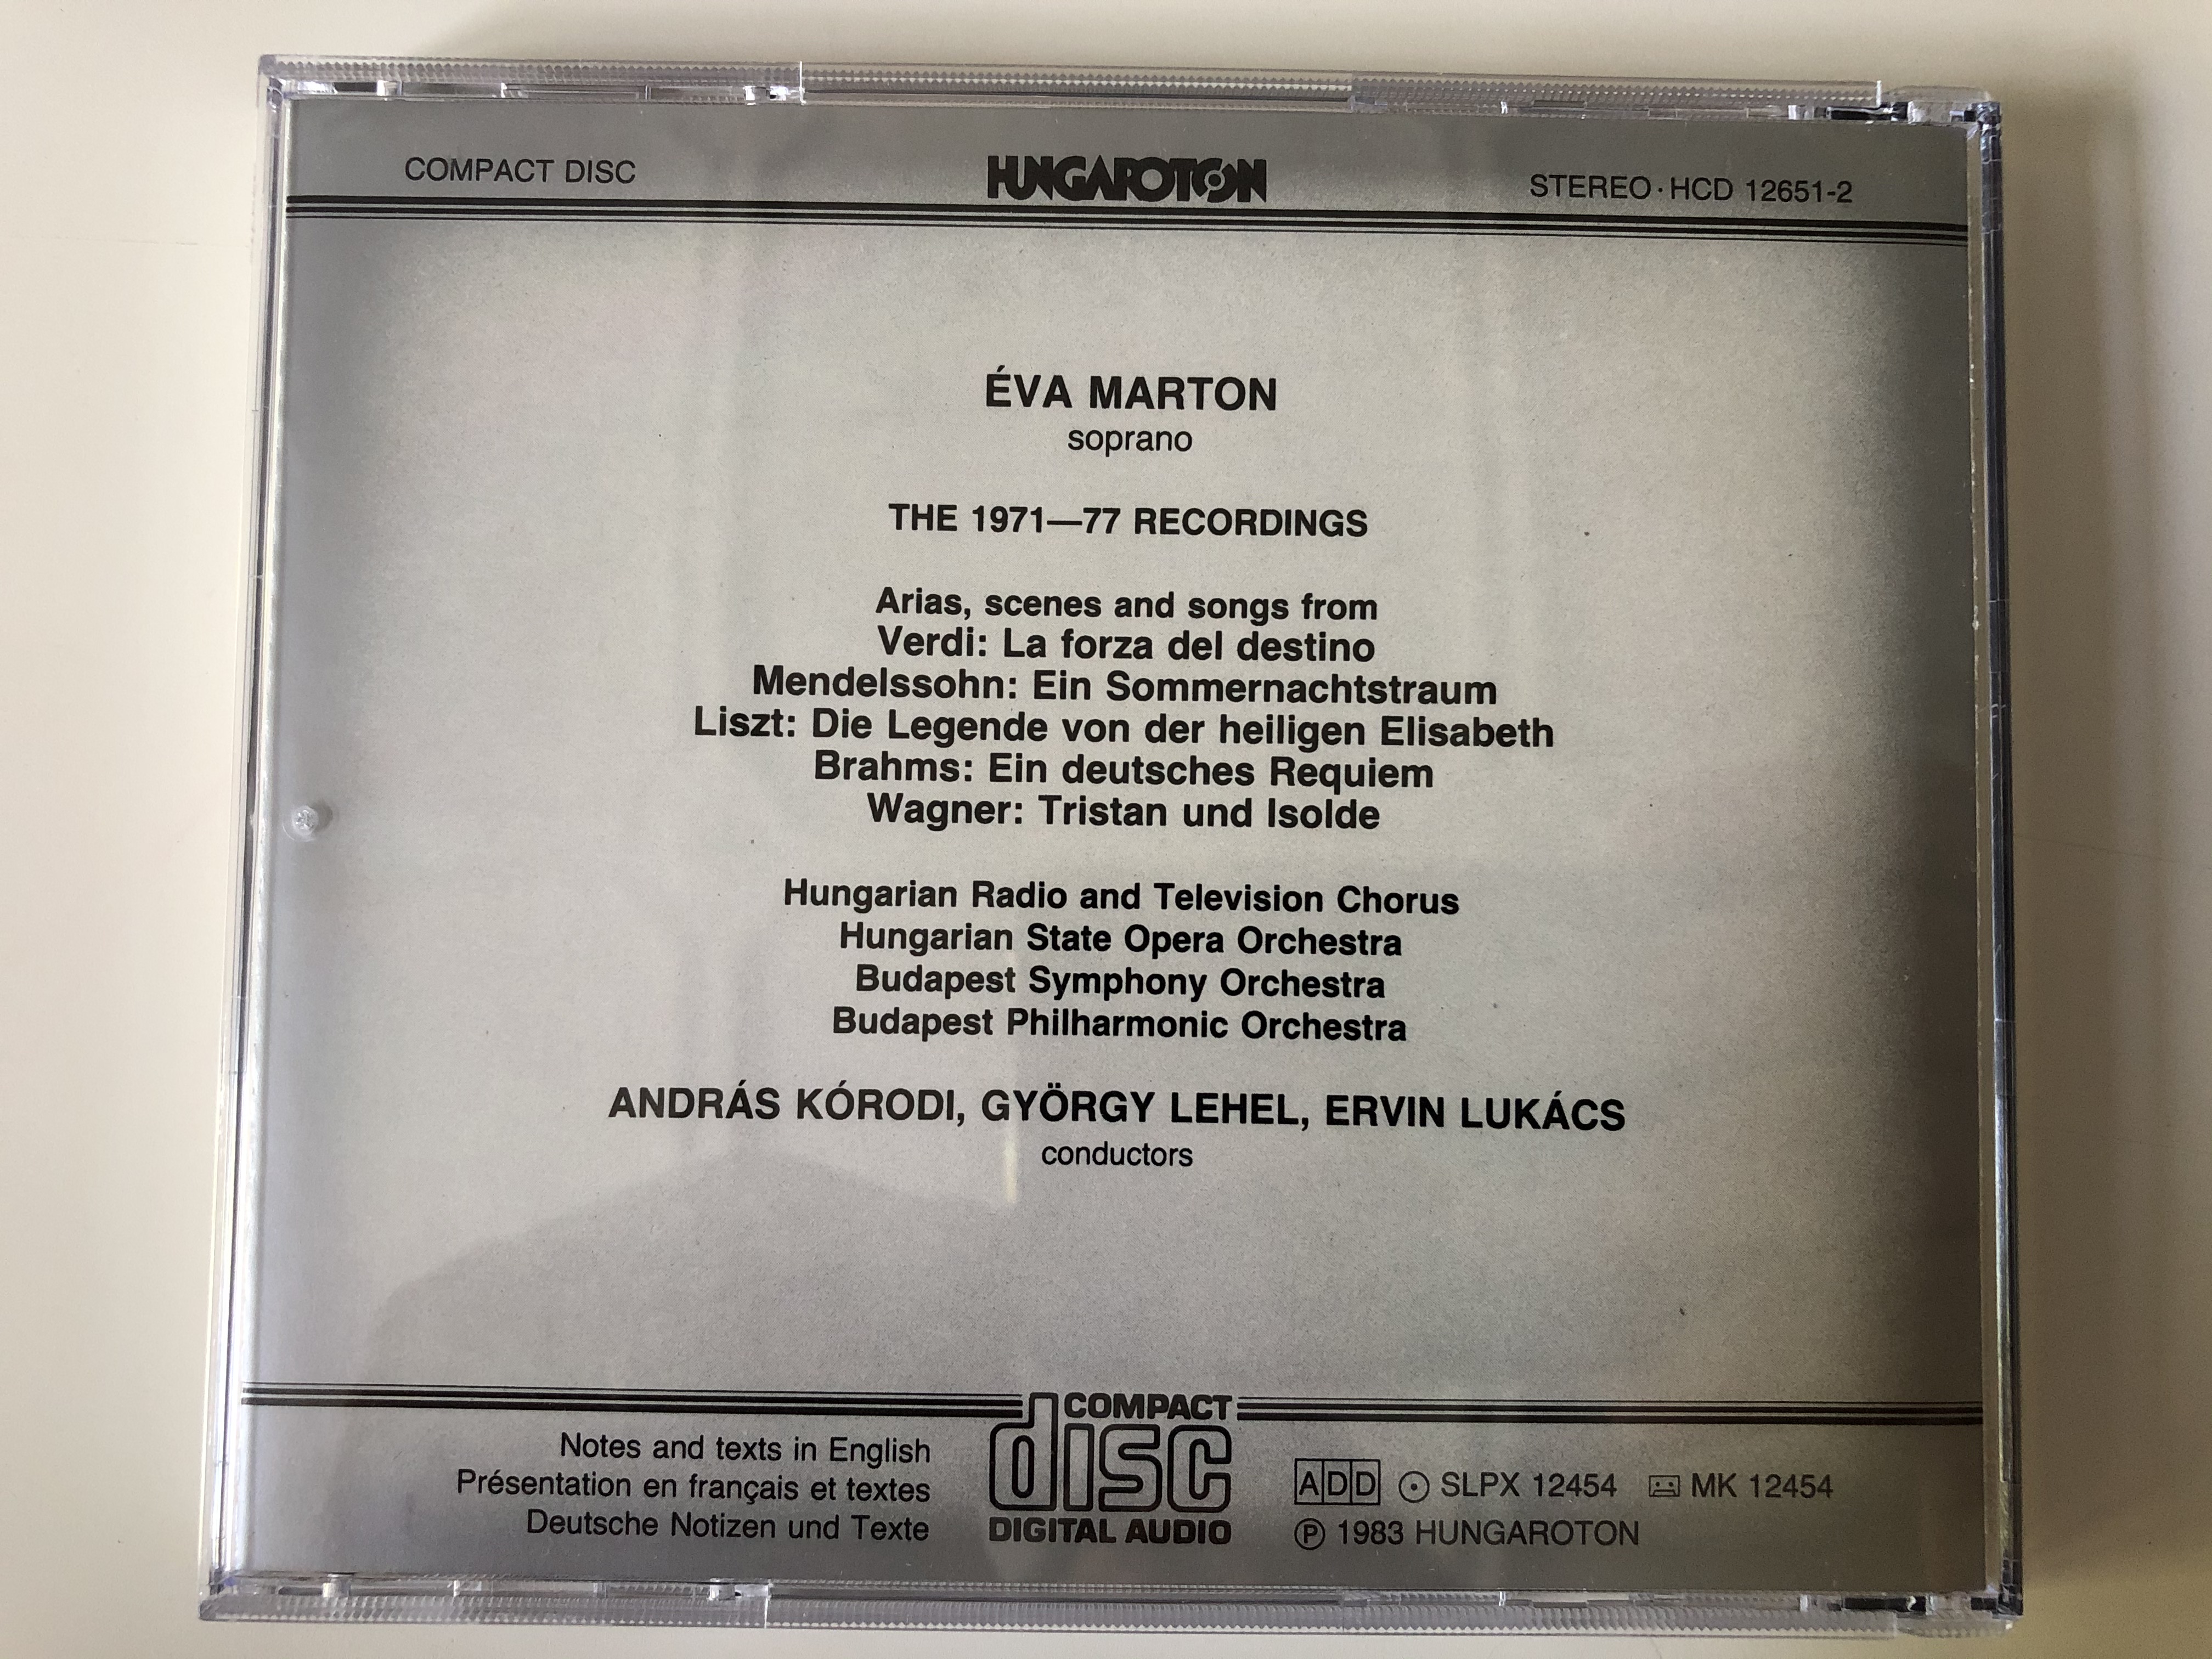 COMPACT DISC
HUNGAROTON
STEREO · HCD 12651-2
ÉVA MARTON
soprano
THE 1971—77 RECORDINGS
Arias, scenes and songs from
Verdi: La forza del destino
Mendelssohn: Ein Sommernachtstraum
Liszt: Die Legende von der heiligen Elisabeth
Brahms: Ein deutsches Requiem
Wagner: Tristan und Isolde
Hungarian Radio and Television Chorus
Hungarian State Opera Orchestra
Budapest Symphony Orchestra
Budapest Philharmonic Orchestra
ANDRÁS KÓRODI, GYÖRGY LEHEL, ERVIN LUKÁCS
conductors
Notes and texts in English
Présentation en français et textes
Deutsche Notizen und Texte
COMPACT
disc
DIGITAL AUDIO
ADD SLPX 12454 MK 12454
℗ 1983 HUNGAROTON